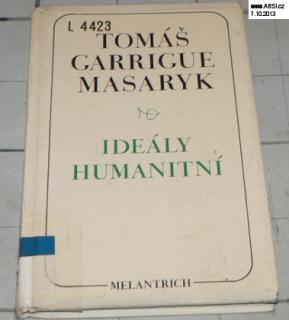 www.ABSI.cz
7.10.2013
L 4423
TOMÁŠ
GARRIGUE
MASARYK
IDEÁLY
HUMANITNÍ
MELANTRICH